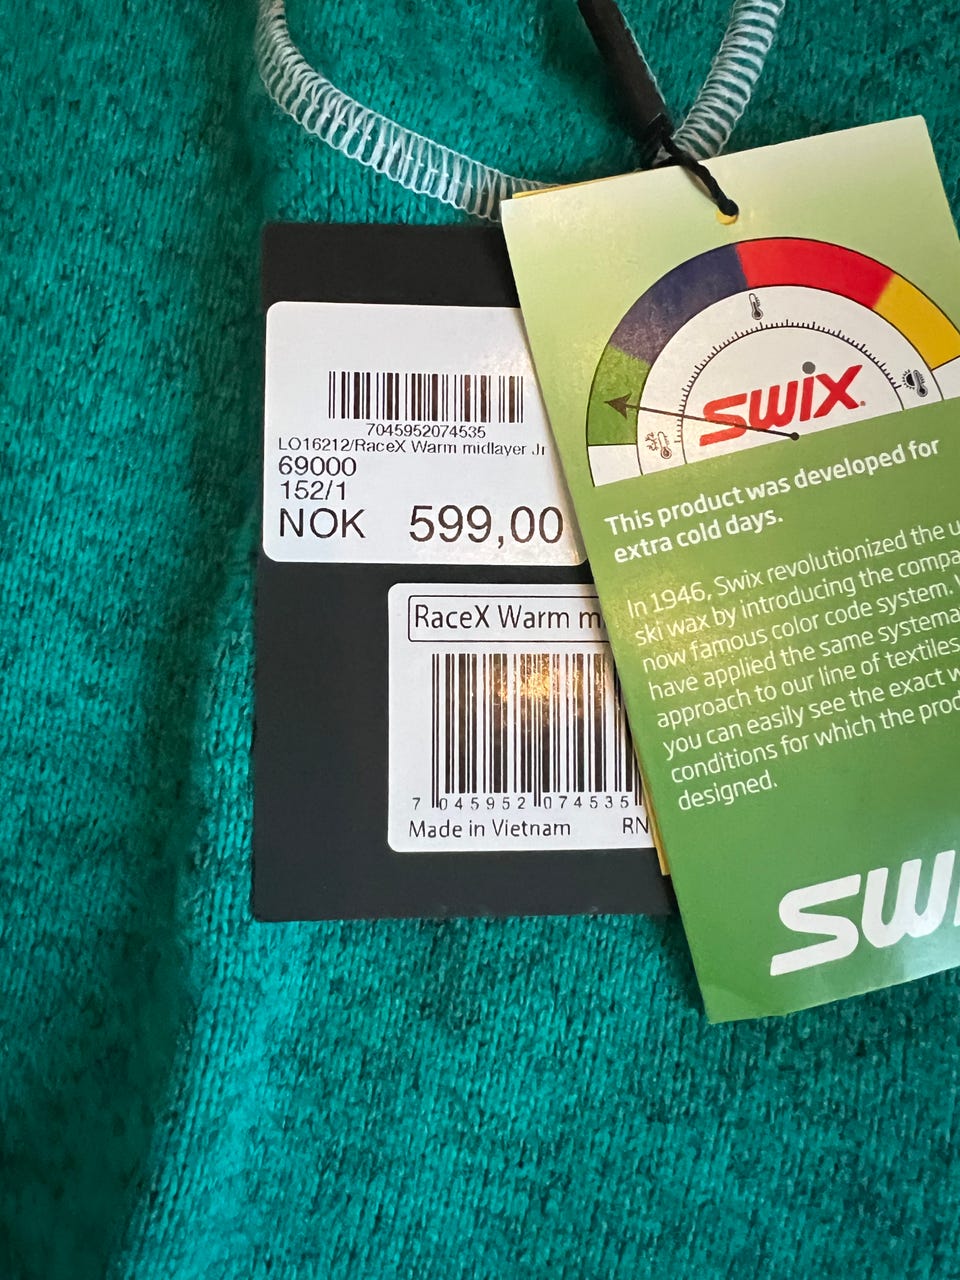 7045952074535
LO16212/RaceX Warm midlayer Jr
69000
152/1
NOK 599,00
RaceX Warm
7 045952 074535
Made in Vietnam RN
swix
This product was developed for
extra cold days.
In 1946, Swix revolutionized the
ski wax by introducing the
now famous color code system.
have applied the same
approach to our line of textiles
you can easily see the exact
conditions for which the
designed.